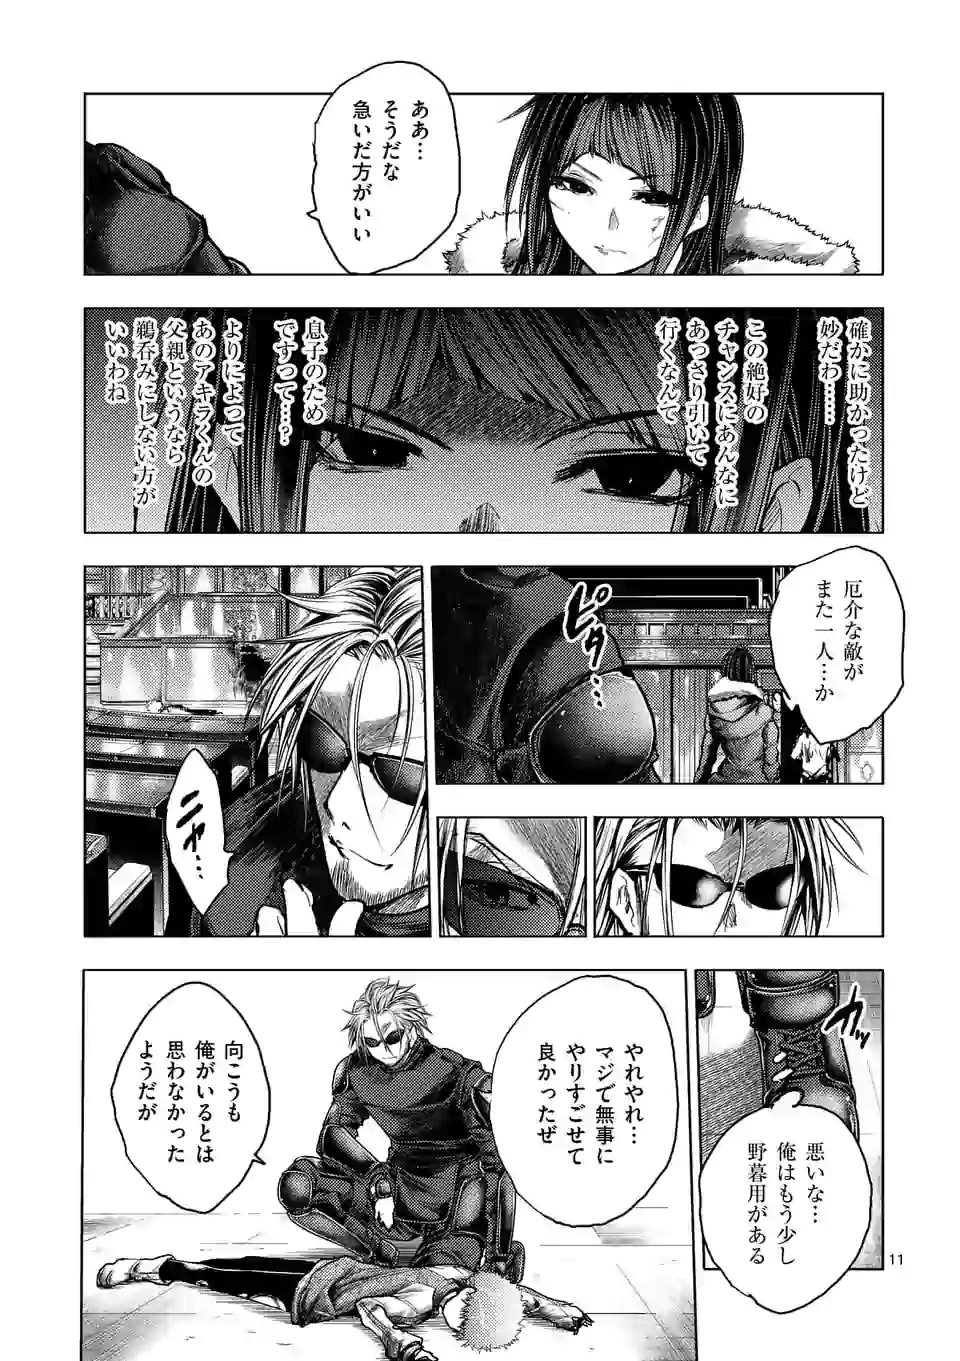 ああ…
そうだな
急いだ方がいい
確かに助かったけど
妙だわ……
この絶好の
チャンスにあんなに
あっさり引いて
行くなんて
息子のため
ですって…?
よりによって
あのアキラくんの
父親というなら
鵜呑みにしない方が
いいわね
厄介な敵が
また一人…か
ピタ…
ニヤ…
カッ
悪いな…
俺はもう少し
野暮用がある
やれやれ…
マジで無事に
やりすごせて
良かったぜ
向こうも
俺がいるとは
思わなかった
ようだが
11